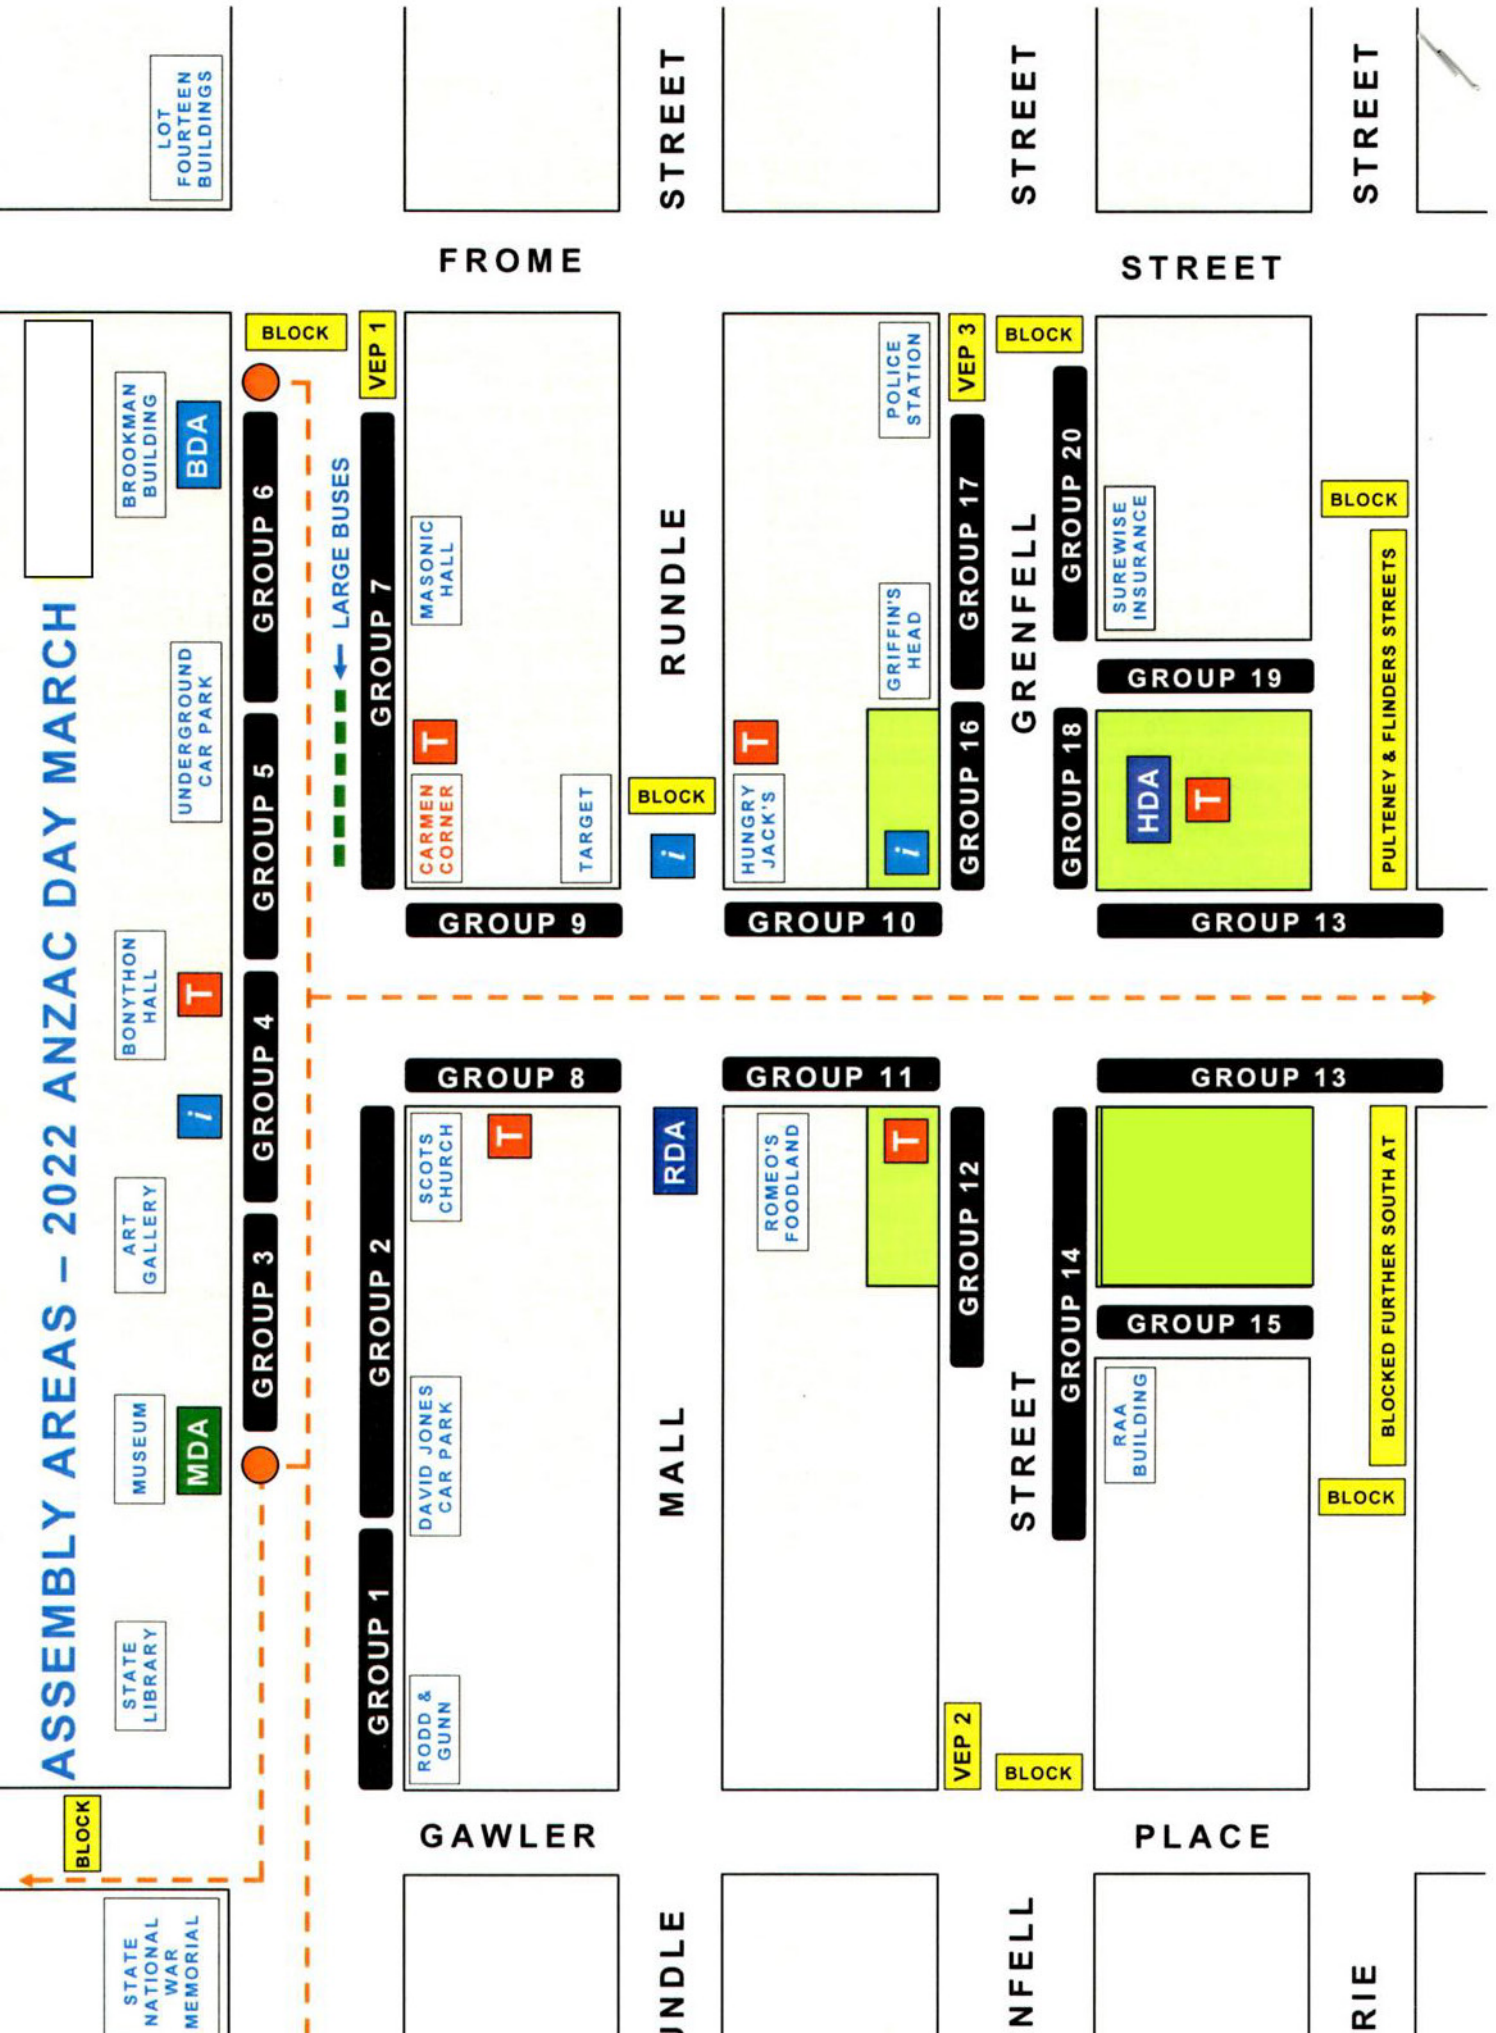 ASSEMBLY AREAS – 2022 ANZAC DAY MARCH
LOT
FOURTEEN
BUILDINGS
STREET
STREET
STREET
FROME
STREET
BLOCK
VEP 1
VEP 3
BLOCK
POLICE
STATION
BROOKMAN
BUILDING
BDA
GROUP 6
LARGE BUSES
GROUP 7
MASONIC
HALL
RUNDLE
GROUP 17
GRENFELL
GROUP 20
SUREWISE
INSURANCE
BLOCK
PULTENEY & FLINDERS STREETS
UNDERGROUND
CAR PARK
GROUP 5
GRIFFIN'S
HEAD
GROUP 19
T
CARMEN
CORNER
TARGET
BLOCK
i
T
HUNGRY
JACK'S
i
GROUP 16
GROUP 18
HDA
T
GROUP 9
GROUP 10
GROUP 13
BONYTHON
HALL
T
i
GROUP 4
GROUP 8
GROUP 11
GROUP 13
ART
GALLERY
GROUP 3
GROUP 2
SCOTS
CHURCH
T
RDA
ROMEO'S
FOODLAND
T
GROUP 12
GROUP 14
GROUP 15
BLOCKED FURTHER SOUTH AT
MUSEUM
MDA
DAVID JONES
CAR PARK
MALL
STREET
RAA
BUILDING
BLOCK
STATE
LIBRARY
GROUP 1
RODD &
GUNN
VEP 2
BLOCK
BLOCK
GAWLER
PLACE
STATE
NATIONAL
WAR
MEMORIAL
UNDLE
NFELL
RIE